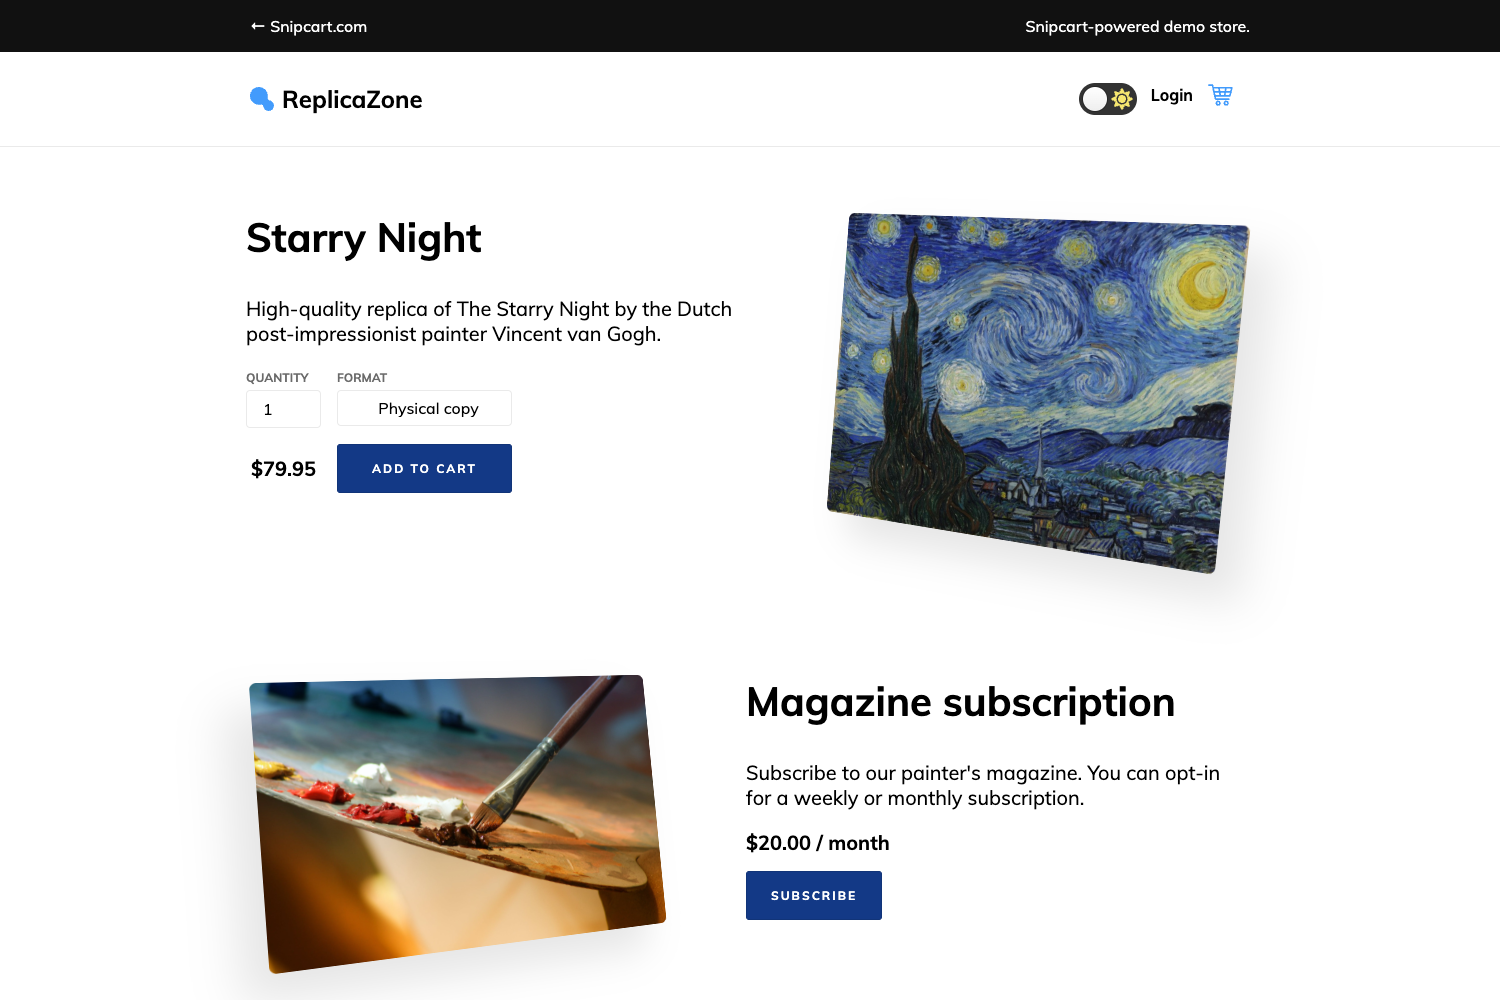 ← Snipcart.com
Snipcart-powered demo store.
ReplicaZone
Login
Starry Night
High-quality replica of The Starry Night by the Dutch
post-impressionist painter Vincent van Gogh.
QUANTITY FORMAT
1 Physical copy
$79.95 ADD TO CART
Magazine subscription
Subscribe to our painter's magazine. You can opt-in
for a weekly or monthly subscription.
$20.00 / month
SUBSCRIBE